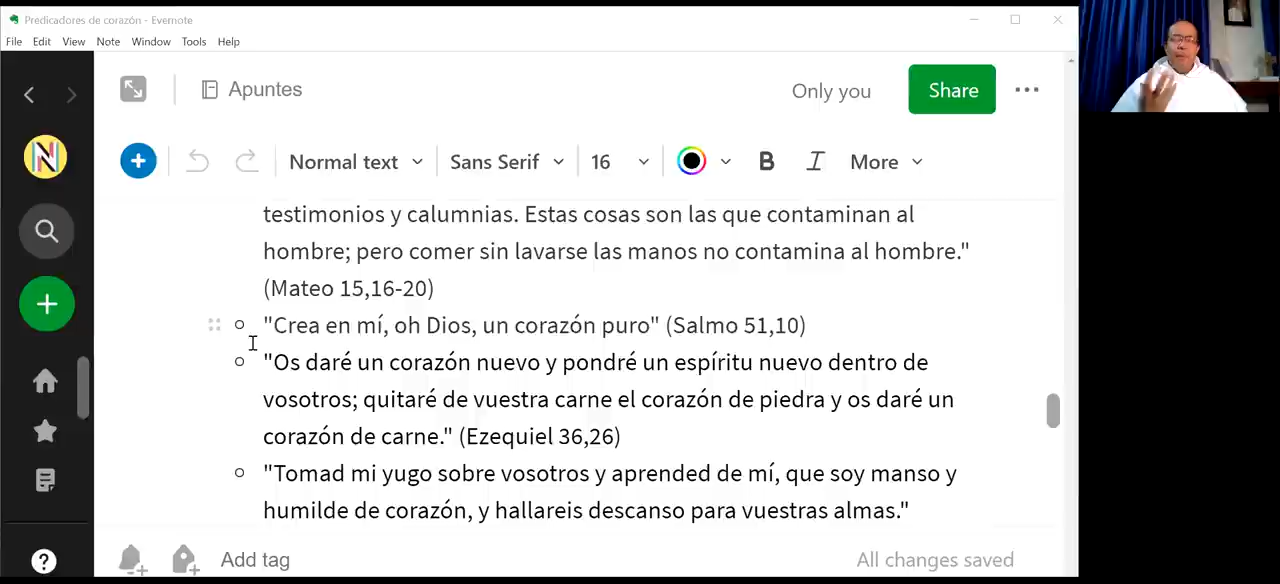 Predicadores de corazón - Evernote
File Edit View Note Window Tools Help
Apuntes
Only you
Share
Normal text
Sans Serif
16
B
I
More
testimonios y calumnias. Estas cosas son las que contaminan al
hombre; pero comer sin lavarse las manos no contamina al hombre."
(Mateo 15,16-20)
"Crea en mí, oh Dios, un corazón puro" (Salmo 51,10)
"Os daré un corazón nuevo y pondré un espíritu nuevo dentro de
vosotros; quitaré de vuestra carne el corazón de piedra y os daré un
corazón de carne." (Ezequiel 36,26)
"Tomad mi yugo sobre vosotros y aprended de mí, que soy manso y
humilde de corazón, y hallareis descanso para vuestras almas."
Add tag
All changes saved